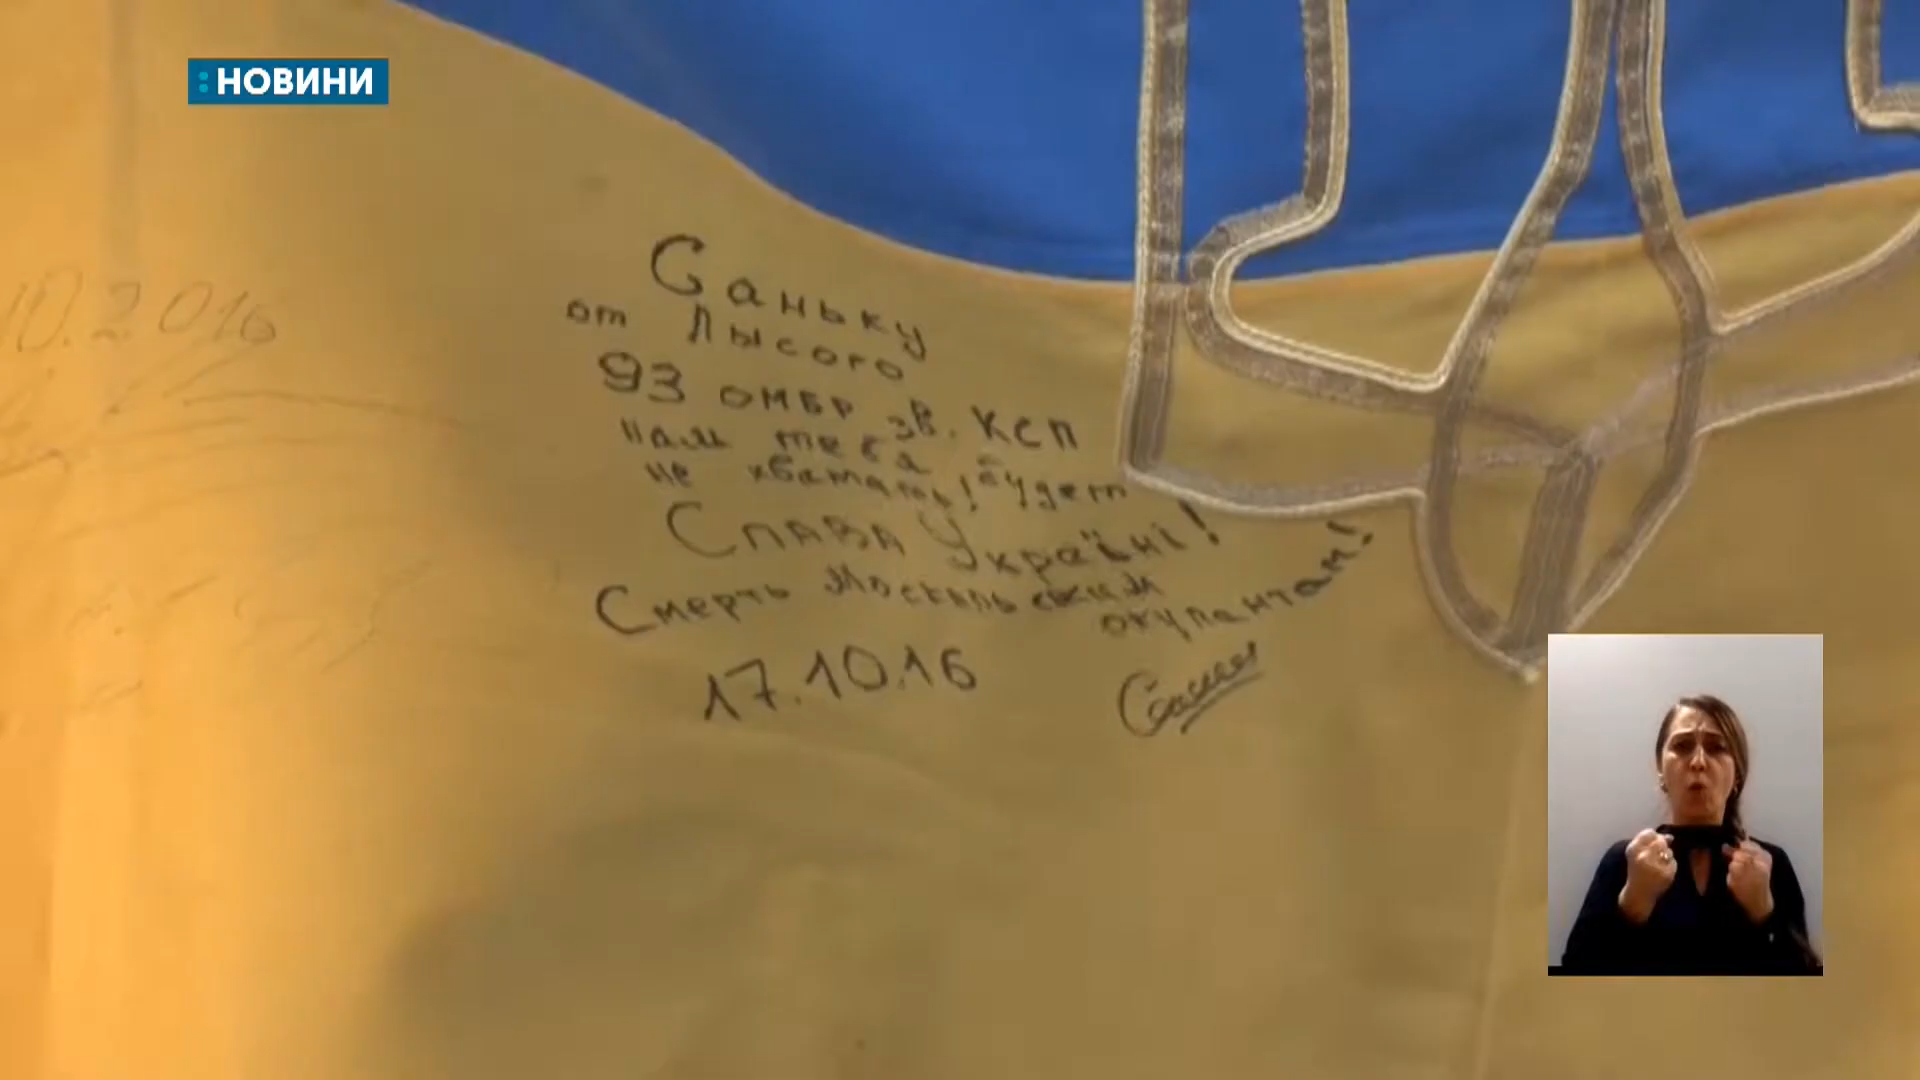 :НОВИНИ
10.2016
Саньку
от Лысого
93 омбр зв. КСП
нам тебя
не хватать! будет
Слава Україні!
Смерть Москальським
окупантам!
17.10.16